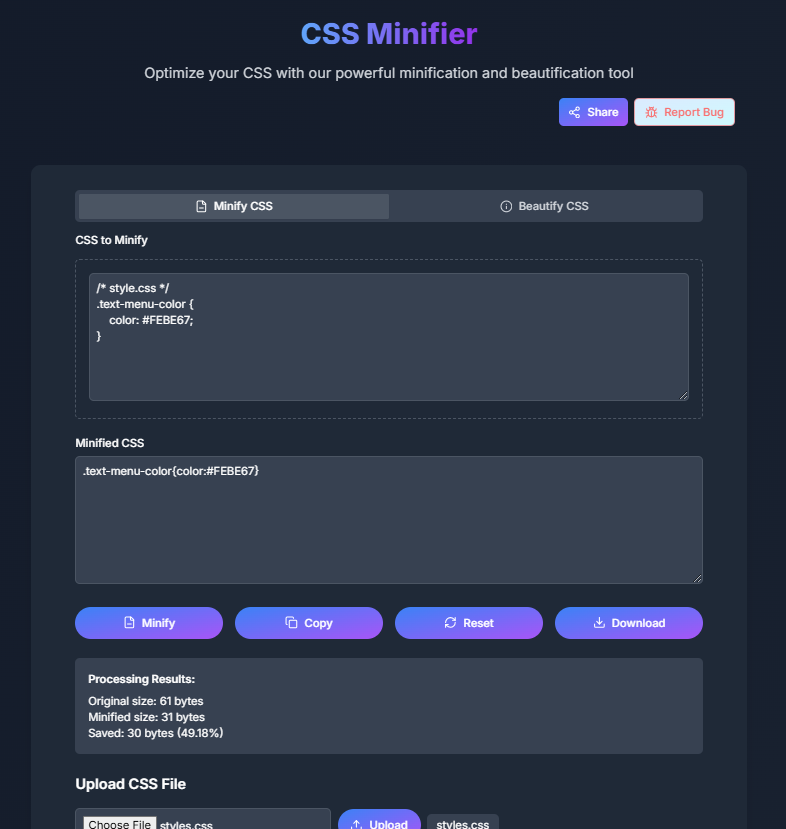 CSS Minifier
Optimize your CSS with our powerful minification and beautification tool
Share
Report Bug
Minify CSS
Beautify CSS
CSS to Minify
/* style.css */
.text-menu-color {
    color: #FEBE67;
}
Minified CSS
.text-menu-color{color:#FEBE67}
Minify
Copy
Reset
Download
Processing Results:
Original size: 61 bytes
Minified size: 31 bytes
Saved: 30 bytes (49.18%)
Upload CSS File
Choose File styles.css
Upload
styles.css